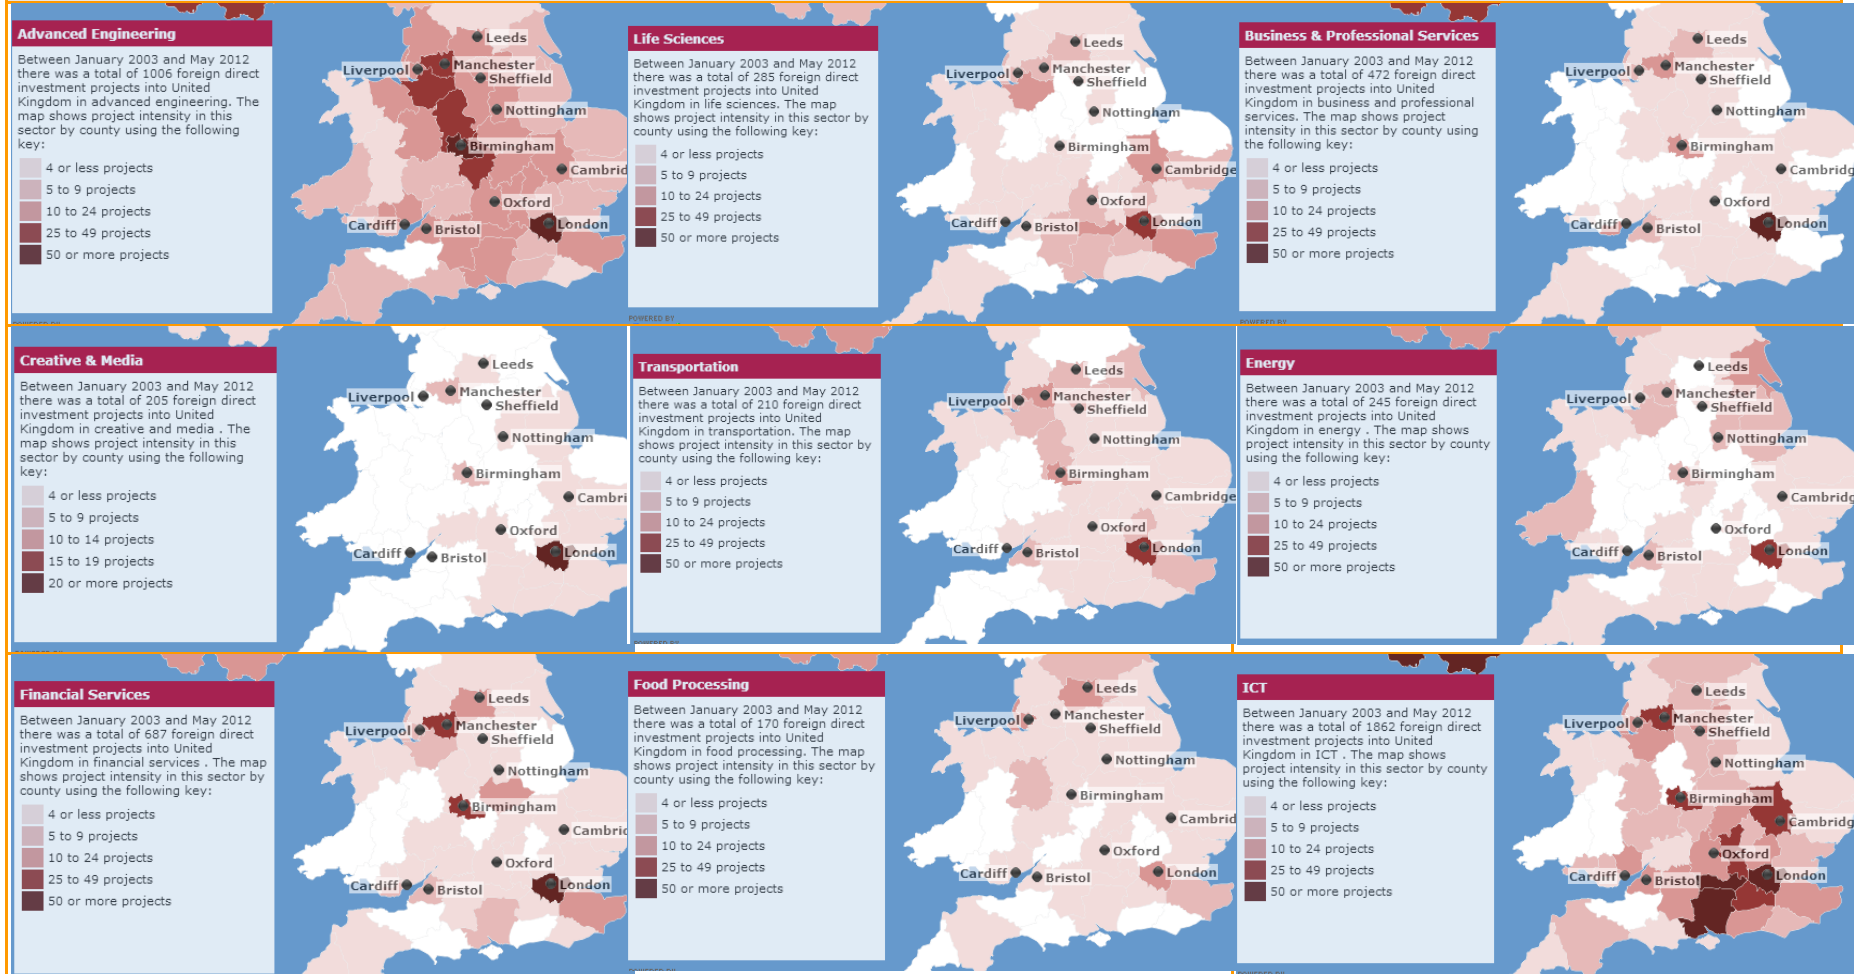 Advanced Engineering
Between January 2003 and May 2012
there was a total of 1006 foreign direct
investment projects into United
Kingdom in advanced engineering. The
map shows project intensity in this
sector by county using the following
key:
4 or less projects
5 to 9 projects
10 to 24 projects
25 to 49 projects
50 or more projects
Leeds
Liverpool
Manchester
Sheffield
Nottingham
Birmingham
Cambrid
Oxford
Cardiff
Bristol
London
POWERED BY
Life Sciences
Between January 2003 and May 2012
there was a total of 285 foreign direct
investment projects into United
Kingdom in life sciences. The map
shows project intensity in this sector by
county using the following key:
4 or less projects
5 to 9 projects
10 to 24 projects
25 to 49 projects
50 or more projects
Leeds
Liverpool
Manchester
Sheffield
Nottingham
Birmingham
Cambridge
Oxford
Cardiff
Bristol
London
POWERED BY
Business & Professional Services
Between January 2003 and May 2012
there was a total of 472 foreign direct
investment projects into United
Kingdom in business and professional
services. The map shows project
intensity in this sector by county using
the following key:
4 or less projects
5 to 9 projects
10 to 24 projects
25 to 49 projects
50 or more projects
Leeds
Liverpool
Manchester
Sheffield
Nottingham
Birmingham
Cambridg
Oxford
Cardiff
Bristol
London
POWERED BY
Creative & Media
Between January 2003 and May 2012
there was a total of 205 foreign direct
investment projects into United
Kingdom in creative and media . The
map shows project intensity in this
sector by county using the following
key:
4 or less projects
5 to 9 projects
10 to 14 projects
15 to 19 projects
20 or more projects
Leeds
Liverpool
Manchester
Sheffield
Nottingham
Birmingham
Cambri
Oxford
Cardiff
Bristol
London
Transportation
Between January 2003 and May 2012
there was a total of 210 foreign direct
investment projects into United
Kingdom in transportation. The map
shows project intensity in this sector by
county using the following key:
4 or less projects
5 to 9 projects
10 to 24 projects
25 to 49 projects
50 or more projects
Leeds
Liverpool
Manchester
Sheffield
Nottingham
Birmingham
Cambridge
Oxford
Cardiff
Bristol
London
Energy
Between January 2003 and May 2012
there was a total of 245 foreign direct
investment projects into United
Kingdom in energy . The map shows
project intensity in this sector by county
using the following key:
4 or less projects
5 to 9 projects
10 to 24 projects
25 to 49 projects
50 or more projects
Leeds
Liverpool
Manchester
Sheffield
Nottingham
Birmingham
Cambridg
Oxford
Cardiff
Bristol
London
Financial Services
Between January 2003 and May 2012
there was a total of 687 foreign direct
investment projects into United
Kingdom in financial services . The map
shows project intensity in this sector by
county using the following key:
4 or less projects
5 to 9 projects
10 to 24 projects
25 to 49 projects
50 or more projects
Leeds
Liverpool
Manchester
Sheffield
Nottingham
Birmingham
Cambric
Oxford
Cardiff
Bristol
London
Food Processing
Between January 2003 and May 2012
there was a total of 170 foreign direct
investment projects into United
Kingdom in food processing. The map
shows project intensity in this sector by
county using the following key:
4 or less projects
5 to 9 projects
10 to 24 projects
25 to 49 projects
50 or more projects
Leeds
Liverpool
Manchester
Sheffield
Nottingham
Birmingham
Cambrid
Oxford
Cardiff
Bristol
London
ICT
Between January 2003 and May 2012
there was a total of 1862 foreign direct
investment projects into United
Kingdom in ICT . The map shows
project intensity in this sector by county
using the following key:
4 or less projects
5 to 9 projects
10 to 24 projects
25 to 49 projects
50 or more projects
Leeds
Liverpool
Manchester
Sheffield
Nottingham
Birmingham
Cambridg
Oxford
Cardiff
Bristol
London